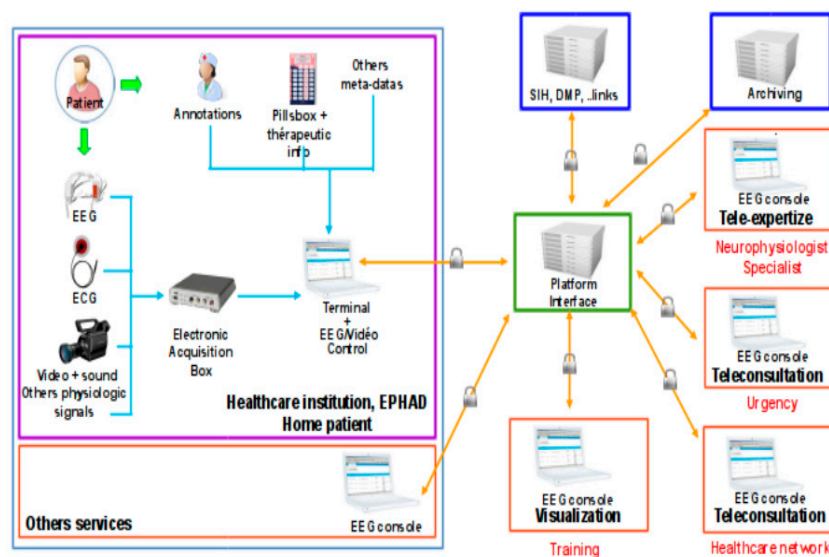 Patient
Annotations
Pillsbox +
thérapeutic
info
Others
meta-datas
EEG
ECG
Video + sound
Others physiologic
signals
Electronic
Acquisition
Box
Terminal
+
EEG/Vidéo
Control
Healthcare institution, EPHAD
Home patient
Others services
EEG console
SIH, DMP, ..links
Archiving
Platform
Interface
EEG console
Tele-expertize
Neurophysiologist
Specialist
EEG console
Teleconsultation
Urgency
EEG console
Visualization
Training
EEG console
Teleconsultation
Healthcare network